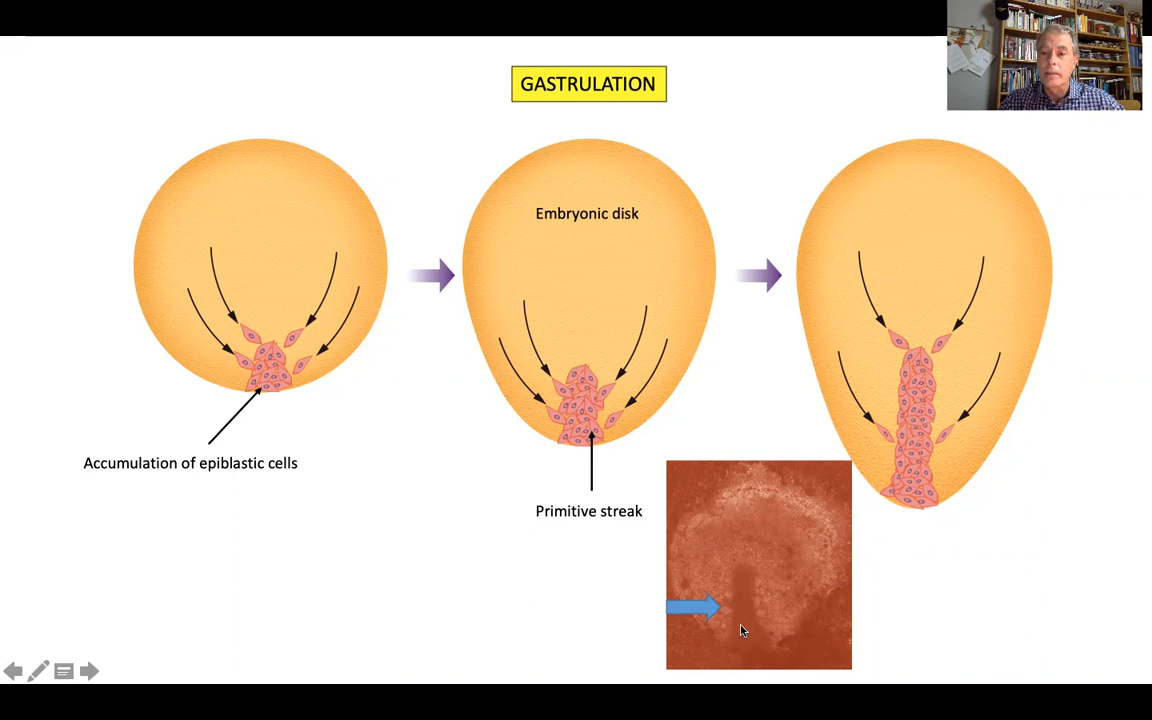 GASTRULATION
Embryonic disk
Accumulation of epiblastic cells
Primitive streak